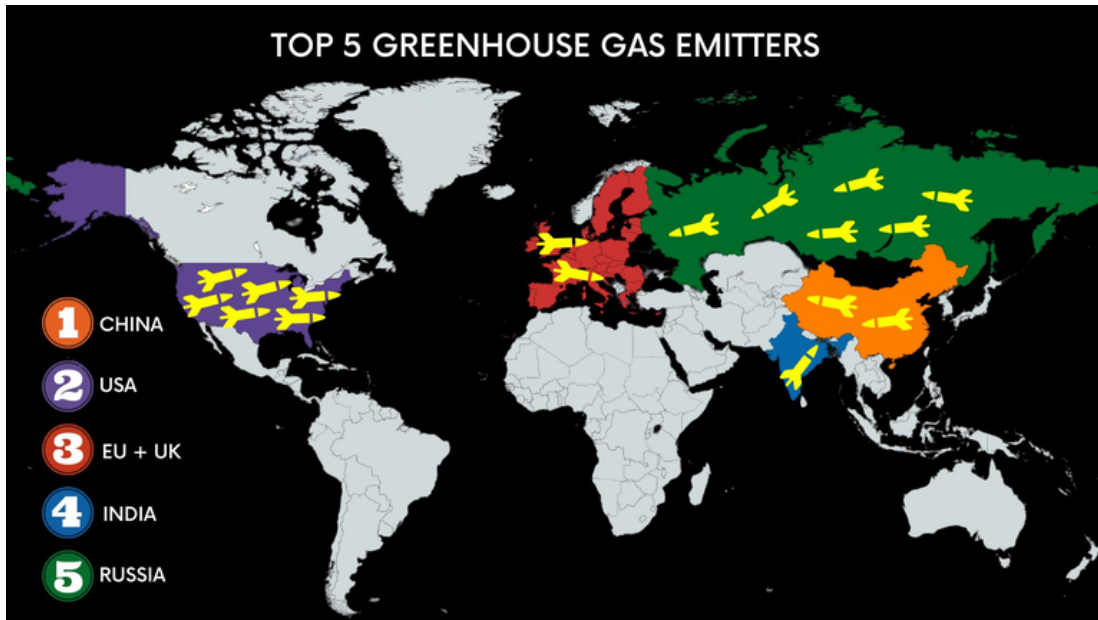 TOP 5 GREENHOUSE GAS EMITTERS
1 CHINA
2 USA
3 EU + UK
4 INDIA
5 RUSSIA